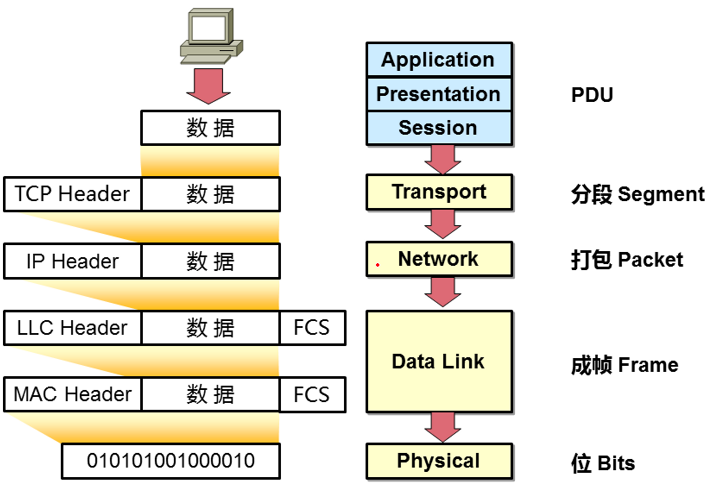 Application
Presentation PDU
数据 Session
TCP Header 数据 Transport 分段 Segment
IP Header 数据 Network 打包 Packet
LLC Header 数据 FCS
Data Link 成帧 Frame
MAC Header 数据 FCS
010101001000010 Physical 位 Bits